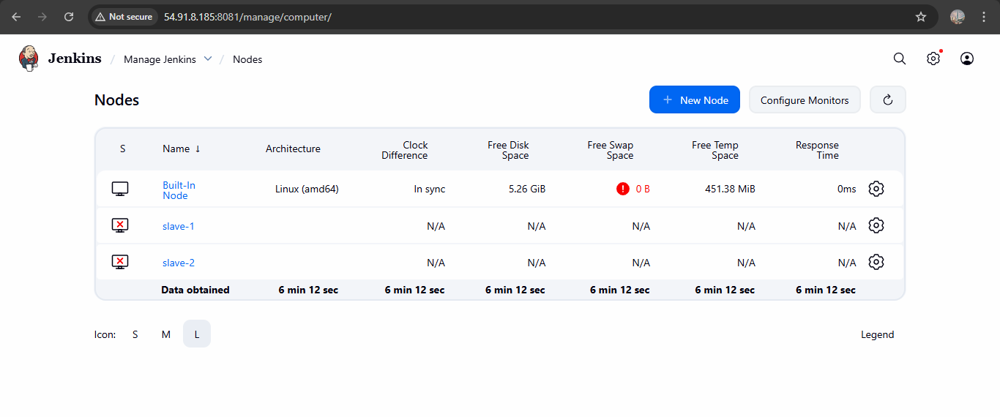 Not secure 54.91.8.185:8081/manage/computer/
Jenkins / Manage Jenkins / Nodes
Nodes
+ New Node Configure Monitors
S Name ↓ Architecture Clock Difference Free Disk Space Free Swap Space Free Temp Space Response Time
Built-In Node Linux (amd64) In sync 5.26 GiB 0 B 451.38 MiB 0ms
slave-1 N/A N/A N/A N/A N/A
slave-2 N/A N/A N/A N/A N/A
Data obtained 6 min 12 sec 6 min 12 sec 6 min 12 sec 6 min 12 sec 6 min 12 sec 6 min 12 sec
Icon: S M L Legend